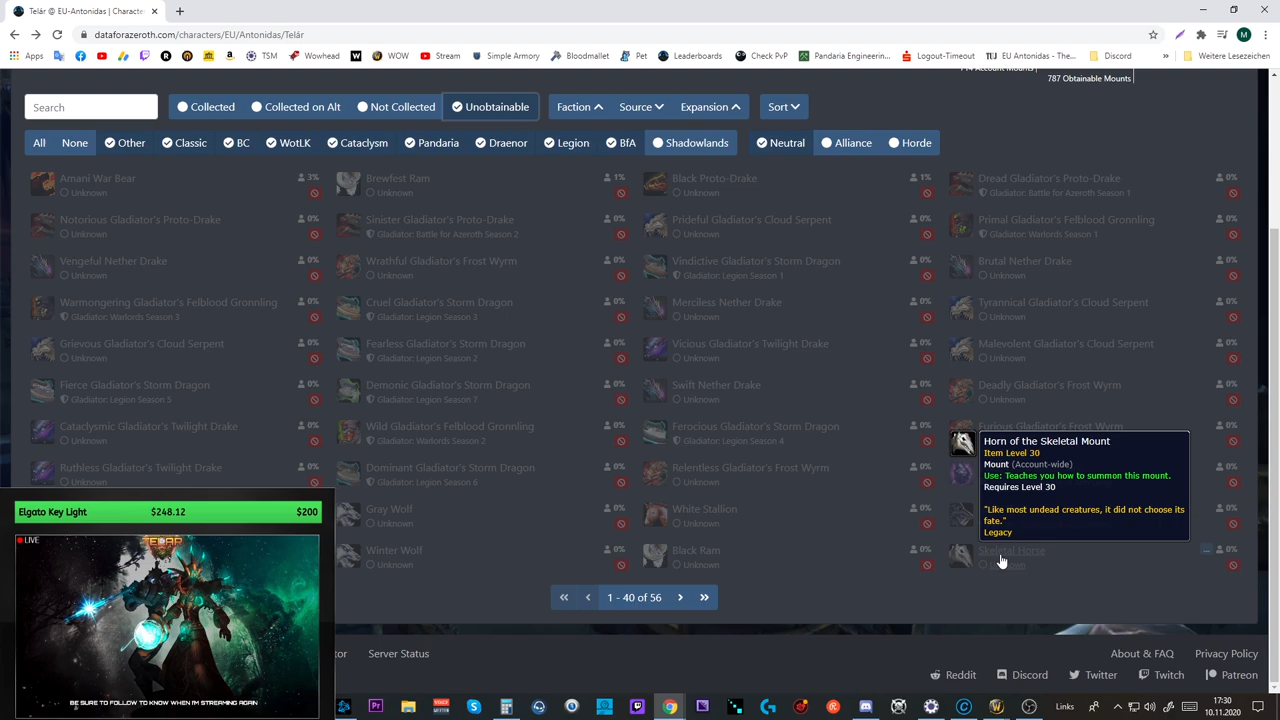 Telár @ EU-Antonidas | Characte
dataforazeroth.com/characters/EU/Antonidas/Telár
M
Apps
TSM
Wowhead
WOW
Stream
Simple Armory
Bloodmallet
Pet
Leaderboards
Check PvP
Pandaria Engineerin...
Logout-Timeout
EU Antonidas - The...
Discord
»
Weitere Lesezeichen
787 Obtainable Mounts
Search
Collected
Collected on Alt
Not Collected
Unobtainable
Faction
Source
Expansion
Sort
All
None
Other
Classic
BC
WotLK
Cataclysm
Pandaria
Draenor
Legion
BfA
Shadowlands
Neutral
Alliance
Horde
Amani War Bear 3%
Unknown
Brewfest Ram 1%
Unknown
Black Proto-Drake 1%
Unknown
Dread Gladiator's Proto-Drake 0%
Gladiator: Battle for Azeroth Season 1
Notorious Gladiator's Proto-Drake 0%
Unknown
Sinister Gladiator's Proto-Drake 0%
Gladiator: Battle for Azeroth Season 2
Prideful Gladiator's Cloud Serpent 0%
Unknown
Primal Gladiator's Felblood Gronnling 0%
Gladiator: Warlords Season 1
Vengeful Nether Drake 0%
Unknown
Wrathful Gladiator's Frost Wyrm 0%
Unknown
Vindictive Gladiator's Storm Dragon 0%
Gladiator: Legion Season 1
Brutal Nether Drake 0%
Unknown
Warmongering Gladiator's Felblood Gronnling 0%
Gladiator: Warlords Season 3
Cruel Gladiator's Storm Dragon 0%
Gladiator: Legion Season 3
Merciless Nether Drake 0%
Unknown
Tyrannical Gladiator's Cloud Serpent 0%
Unknown
Grievous Gladiator's Cloud Serpent 0%
Unknown
Fearless Gladiator's Storm Dragon 0%
Gladiator: Legion Season 2
Vicious Gladiator's Twilight Drake 0%
Unknown
Malevolent Gladiator's Cloud Serpent 0%
Unknown
Fierce Gladiator's Storm Dragon 0%
Gladiator: Legion Season 5
Demonic Gladiator's Storm Dragon 0%
Gladiator: Legion Season 7
Swift Nether Drake 0%
Unknown
Deadly Gladiator's Frost Wyrm 0%
Unknown
Cataclysmic Gladiator's Twilight Drake 0%
Unknown
Wild Gladiator's Felblood Gronnling 0%
Gladiator: Warlords Season 2
Ferocious Gladiator's Storm Dragon 0%
Gladiator: Legion Season 4
Furious Gladiator's Frost Wyrm 0%
Horn of the Skeletal Mount
Item Level 30
Mount (Account-wide)
Use: Teaches you how to summon this mount.
Requires Level 30
"Like most undead creatures, it did not choose its
fate."
Legacy
Ruthless Gladiator's Twilight Drake 0%
Unknown
Dominant Gladiator's Storm Dragon 0%
Gladiator: Legion Season 6
Relentless Gladiator's Frost Wyrm 0%
Unknown
0%
Gray Wolf 0%
Unknown
White Stallion 0%
Unknown
0%
Winter Wolf 0%
Unknown
Black Ram 0%
Unknown
Skeletal Horse ... 0%
Unknown
« ‹ 1 - 40 of 56 › »
Elgato Key Light $248.12 $200
LIVE
TELAR
BE SURE TO FOLLOW TO KNOW WHEN I'M STREAMING AGAIN
Server Status
About & FAQ
Privacy Policy
Reddit
Discord
Twitter
Twitch
Patreon
Links
17:30
10.11.2020